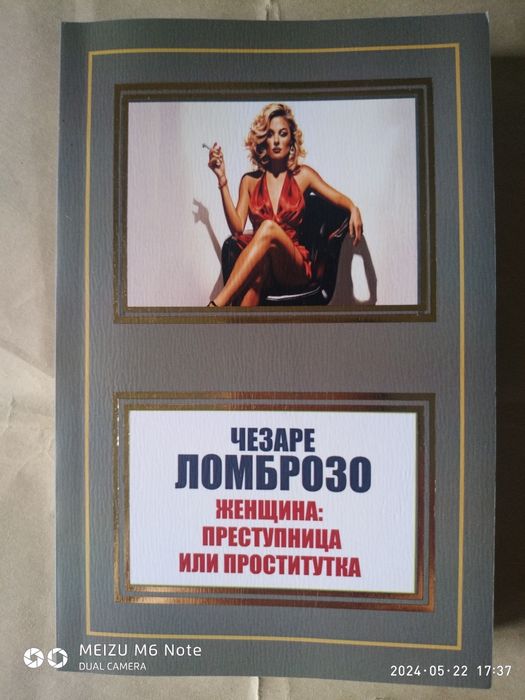 ЧЕЗАРЕ
ЛОМБРОЗО
ЖЕНЩИНА:
ПРЕСТУПНИЦА
ИЛИ ПРОСТИТУТКА
MEIZU M6 Note
DUAL CAMERA
2024-05-22 17:37